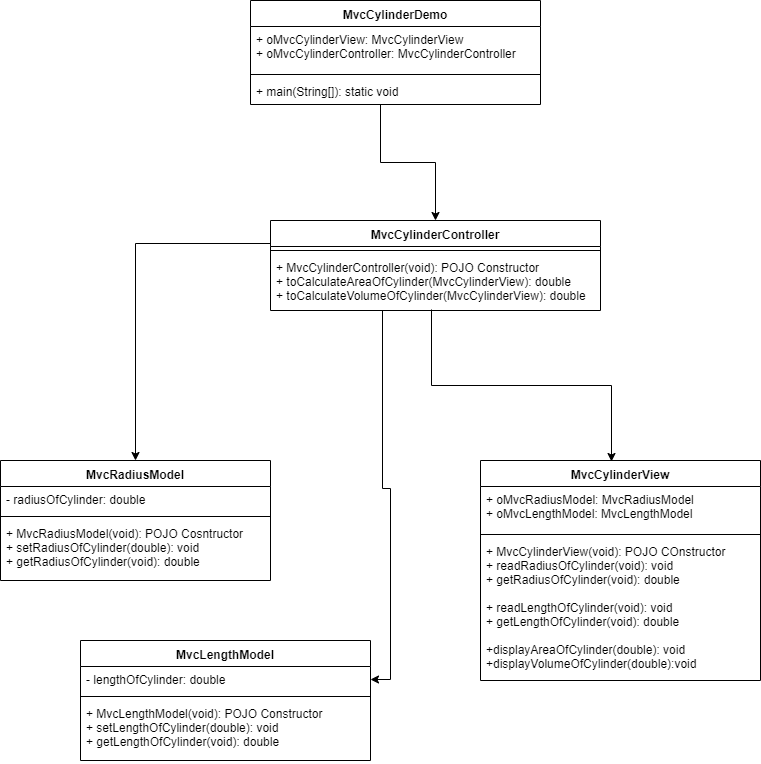 MvcCylinderDemo
+ oMvcCylinderView: MvcCylinderView
+ oMvcCylinderController: MvcCylinderController
+ main(String[]): static void
MvcCylinderController
+ MvcCylinderController(void): POJO Constructor
+ toCalculateAreaOfCylinder(MvcCylinderView): double
+ toCalculateVolumeOfCylinder(MvcCylinderView): double
MvcRadiusModel
- radiusOfCylinder: double
+ MvcRadiusModel(void): POJO Cosntructor
+ setRadiusOfCylinder(double): void
+ getRadiusOfCylinder(void): double
MvcCylinderView
+ oMvcRadiusModel: MvcRadiusModel
+ oMvcLengthModel: MvcLengthModel
+ MvcCylinderView(void): POJO COnstructor
+ readRadiusOfCylinder(void): void
+ getRadiusOfCylinder(void): double
+ readLengthOfCylinder(void): void
+ getLengthOfCylinder(void): double
+displayAreaOfCylinder(double): void
+displayVolumeOfCylinder(double):void
MvcLengthModel
- lengthOfCylinder: double
+ MvcLengthModel(void): POJO Constructor
+ setLengthOfCylinder(double): void
+ getLengthOfCylinder(void): double